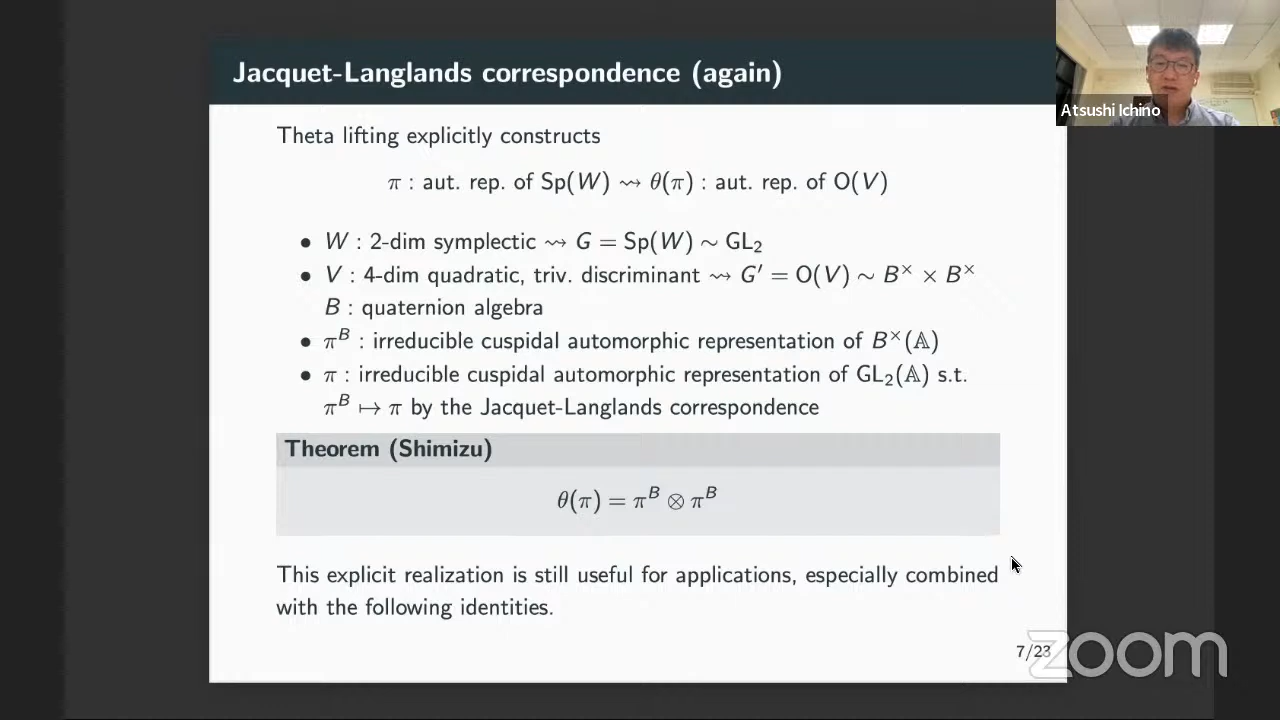 Jacquet-Langlands correspondence (again)
Atsushi Ichino
Theta lifting explicitly constructs
π : aut. rep. of Sp(W) ⇝ θ(π) : aut. rep. of O(V)
• W : 2-dim symplectic ⇝ G = Sp(W) ∼ GL₂
• V : 4-dim quadratic, triv. discriminant ⇝ G′ = O(V) ∼ B^× × B^×
B : quaternion algebra
• π^B : irreducible cuspidal automorphic representation of B^×(𝔸)
• π : irreducible cuspidal automorphic representation of GL₂(𝔸) s.t.
π^B ↦ π by the Jacquet-Langlands correspondence
Theorem (Shimizu)
θ(π) = π^B ⊗ π^B
This explicit realization is still useful for applications, especially combined
with the following identities.
7/23
zoom